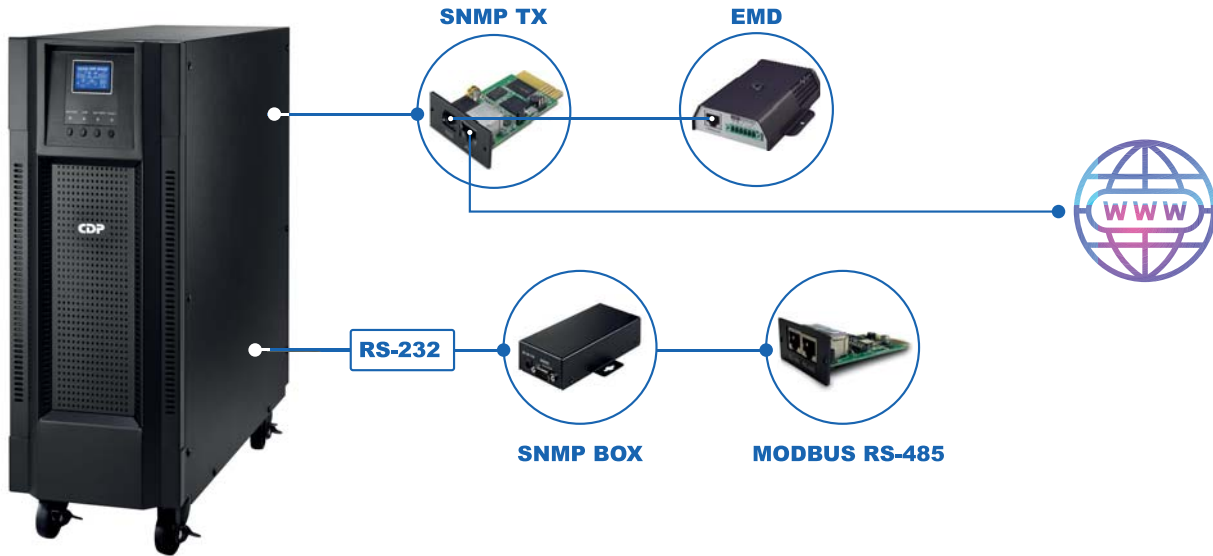 SNMP TX
EMD
WWW
CDP
RS-232
SNMP BOX
MODBUS RS-485